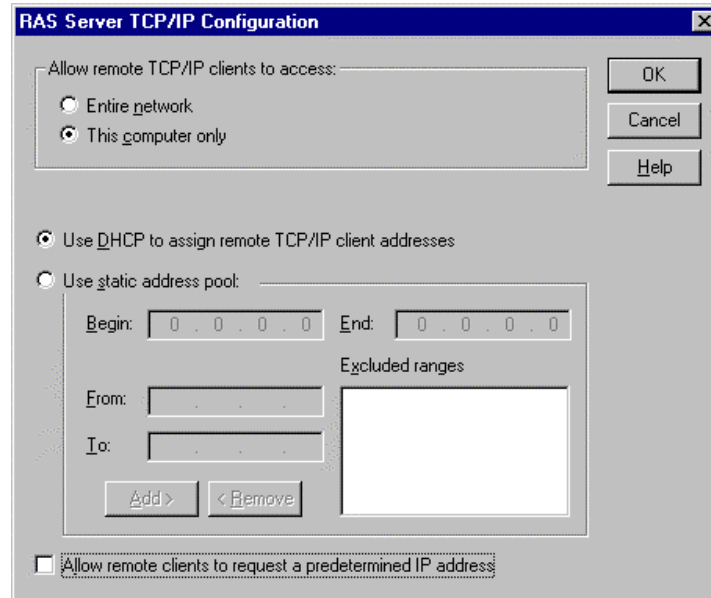 RAS Server TCP/IP Configuration
Allow remote TCP/IP clients to access:
Entire network
This computer only
OK
Cancel
Help
Use DHCP to assign remote TCP/IP client addresses
Use static address pool:
Begin: 0 . 0 . 0 . 0 End: 0 . 0 . 0 . 0
Excluded ranges
From: . . .
To: . . .
Add > < Remove
Allow remote clients to request a predetermined IP address